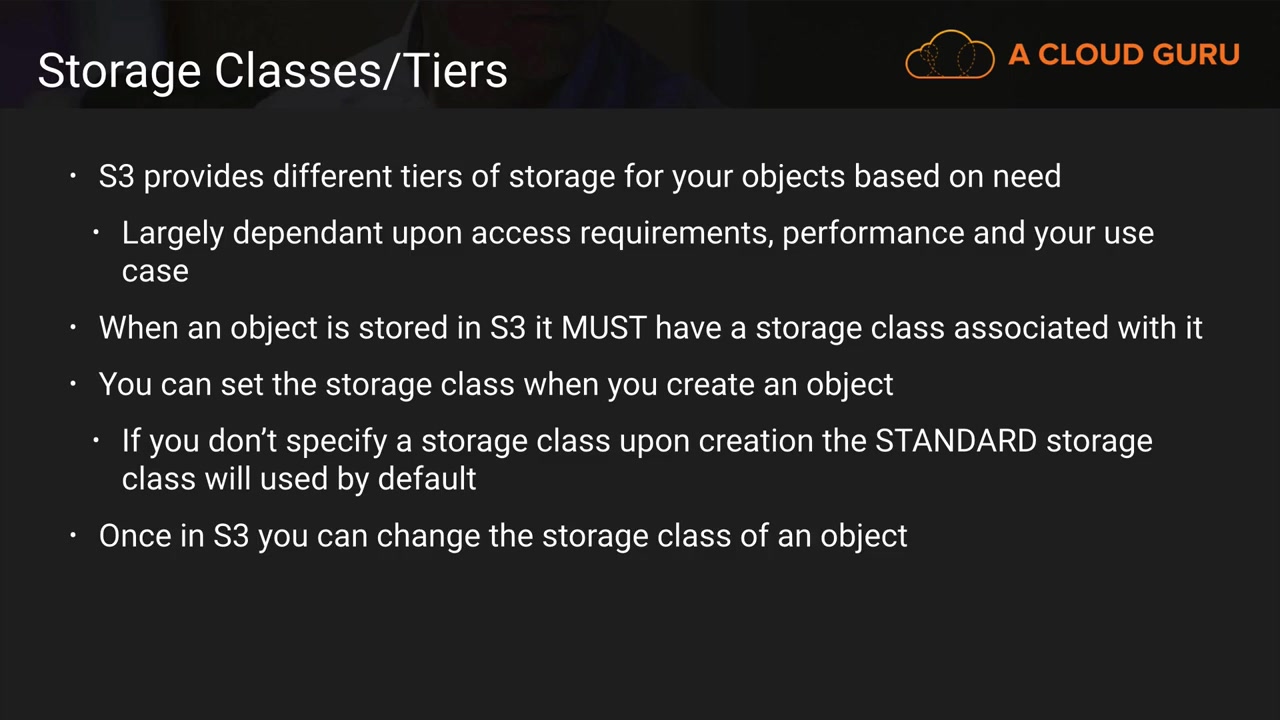 Storage Classes/Tiers
A CLOUD GURU
· S3 provides different tiers of storage for your objects based on need
· Largely dependant upon access requirements, performance and your use
case
· When an object is stored in S3 it MUST have a storage class associated with it
· You can set the storage class when you create an object
· If you don’t specify a storage class upon creation the STANDARD storage
class will used by default
· Once in S3 you can change the storage class of an object